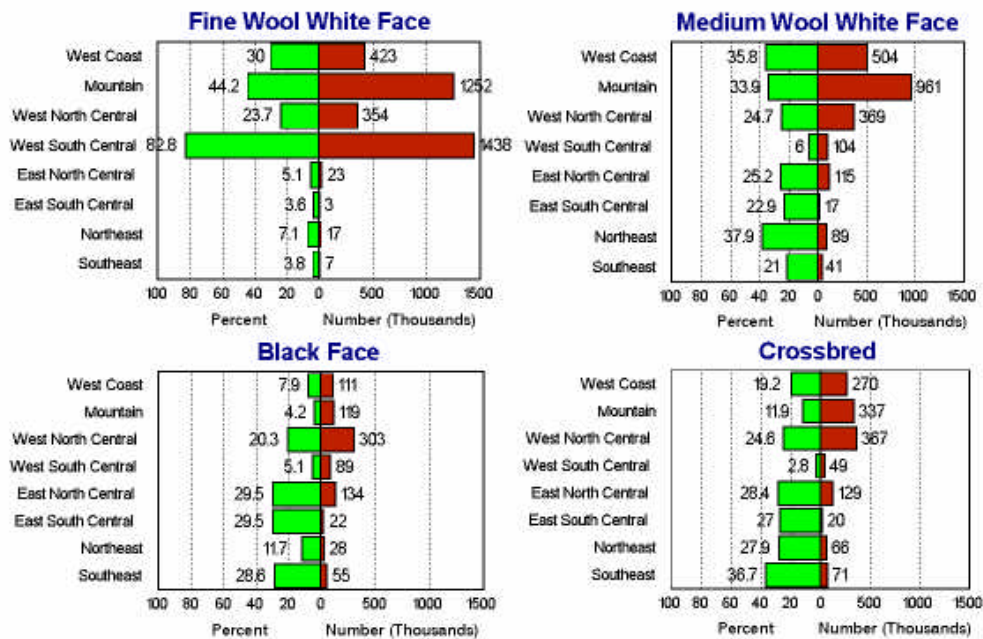 Fine Wool White Face
West Coast 30 423
Mountain 44.2 1252
West North Central 23.7 354
West South Central 82.8 1438
East North Central 5.1 23
East South Central 3.6 3
Northeast 7.1 17
Southeast 3.8 7
100 80 60 40 20 0 500 1000 1500
Percent Number (Thousands)
Medium Wool White Face
West Coast 35.8 504
Mountain 33.9 961
West North Central 24.7 369
West South Central 6 104
East North Central 25.2 115
East South Central 22.9 17
Northeast 37.9 89
Southeast 21 41
100 80 60 40 20 0 500 1000 1500
Percent Number (Thousands)
Black Face
West Coast 7.9 111
Mountain 4.2 119
West North Central 20.3 303
West South Central 5.1 89
East North Central 29.5 134
East South Central 29.5 22
Northeast 11.7 28
Southeast 28.6 55
100 80 60 40 20 0 500 1000 1500
Percent Number (Thousands)
Crossbred
West Coast 19.2 270
Mountain 11.9 337
West North Central 24.6 367
West South Central 2.8 49
East North Central 28.4 129
East South Central 27 20
Northeast 27.9 66
Southeast 36.7 71
100 80 60 40 20 0 500 1000 1500
Percent Number (Thousands)